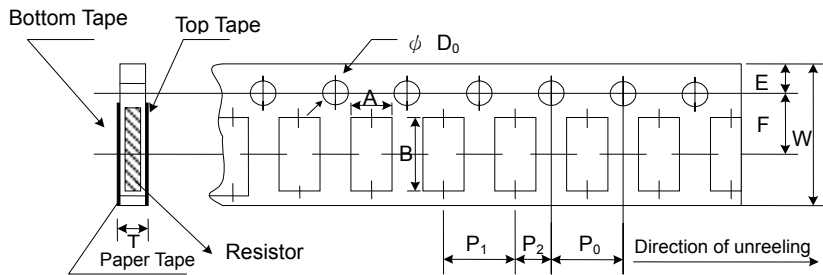 Bottom Tape
Top Tape
ϕ D₀
A
B
E
F
W
T
Paper Tape
Resistor
P₁
P₂
P₀
Direction of unreeling